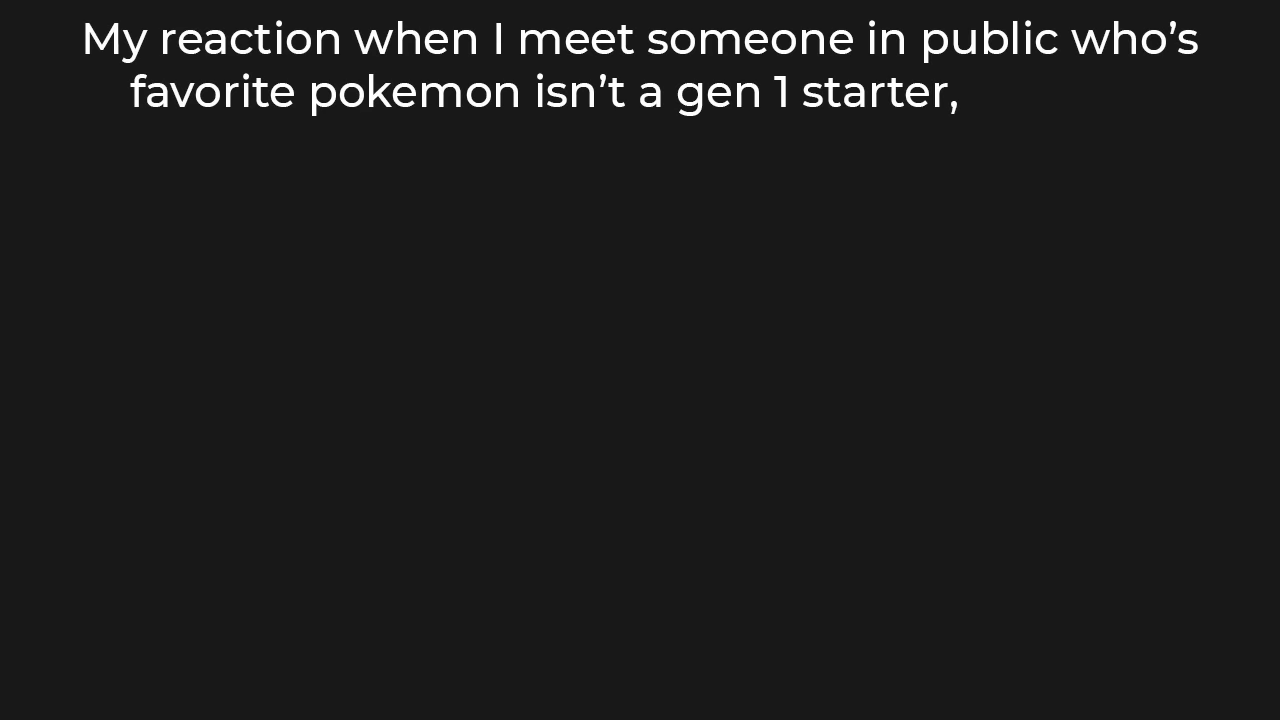 My reaction when I meet someone in public who’s
favorite pokemon isn’t a gen 1 starter,